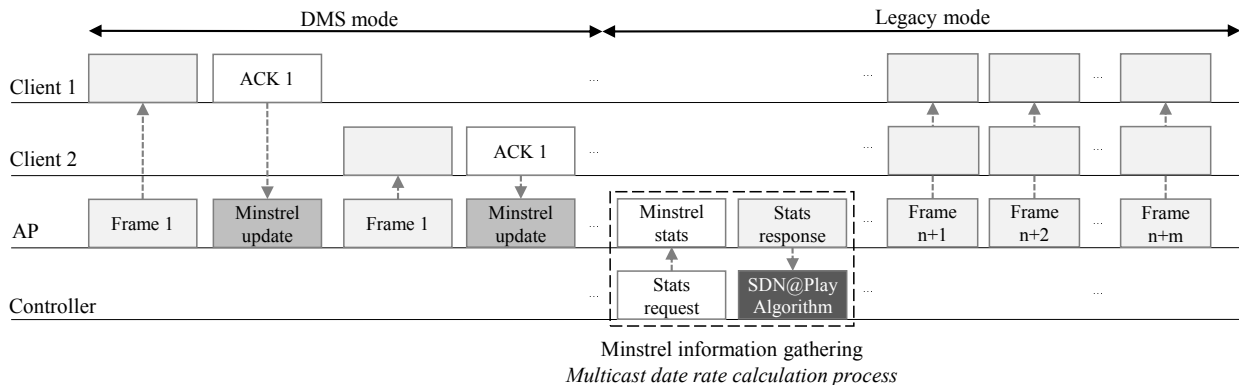 DMS mode
Legacy mode
Client 1
ACK 1
...
...
...
Client 2
ACK 1
...
...
...
AP
Frame 1
Minstrel
update
Frame 1
Minstrel
update
...
Minstrel
stats
Stats
response
...
Frame
n+1
Frame
n+2
...
Frame
n+m
Controller
...
Stats
request
SDN@Play
Algorithm
...
...
Minstrel information gathering
Multicast date rate calculation process